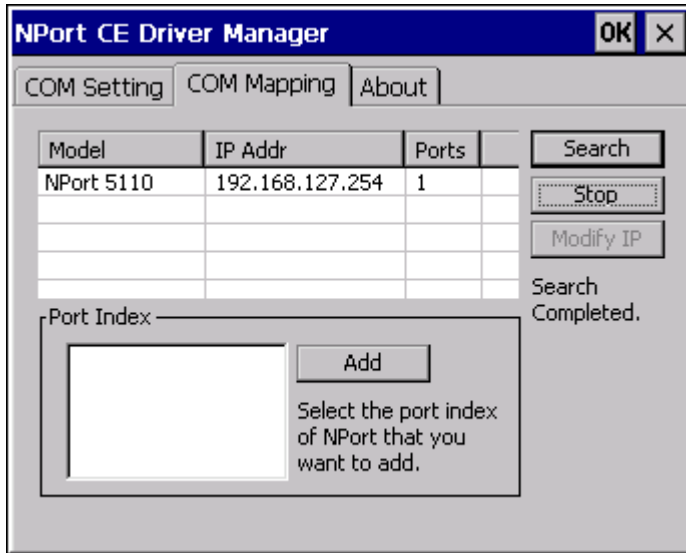 NPort CE Driver Manager OK ×
COM Setting COM Mapping About
Model IP Addr Ports Search
NPort 5110 192.168.127.254 1
Stop
Modify IP
Search
Completed.
Port Index
Add
Select the port index
of NPort that you
want to add.